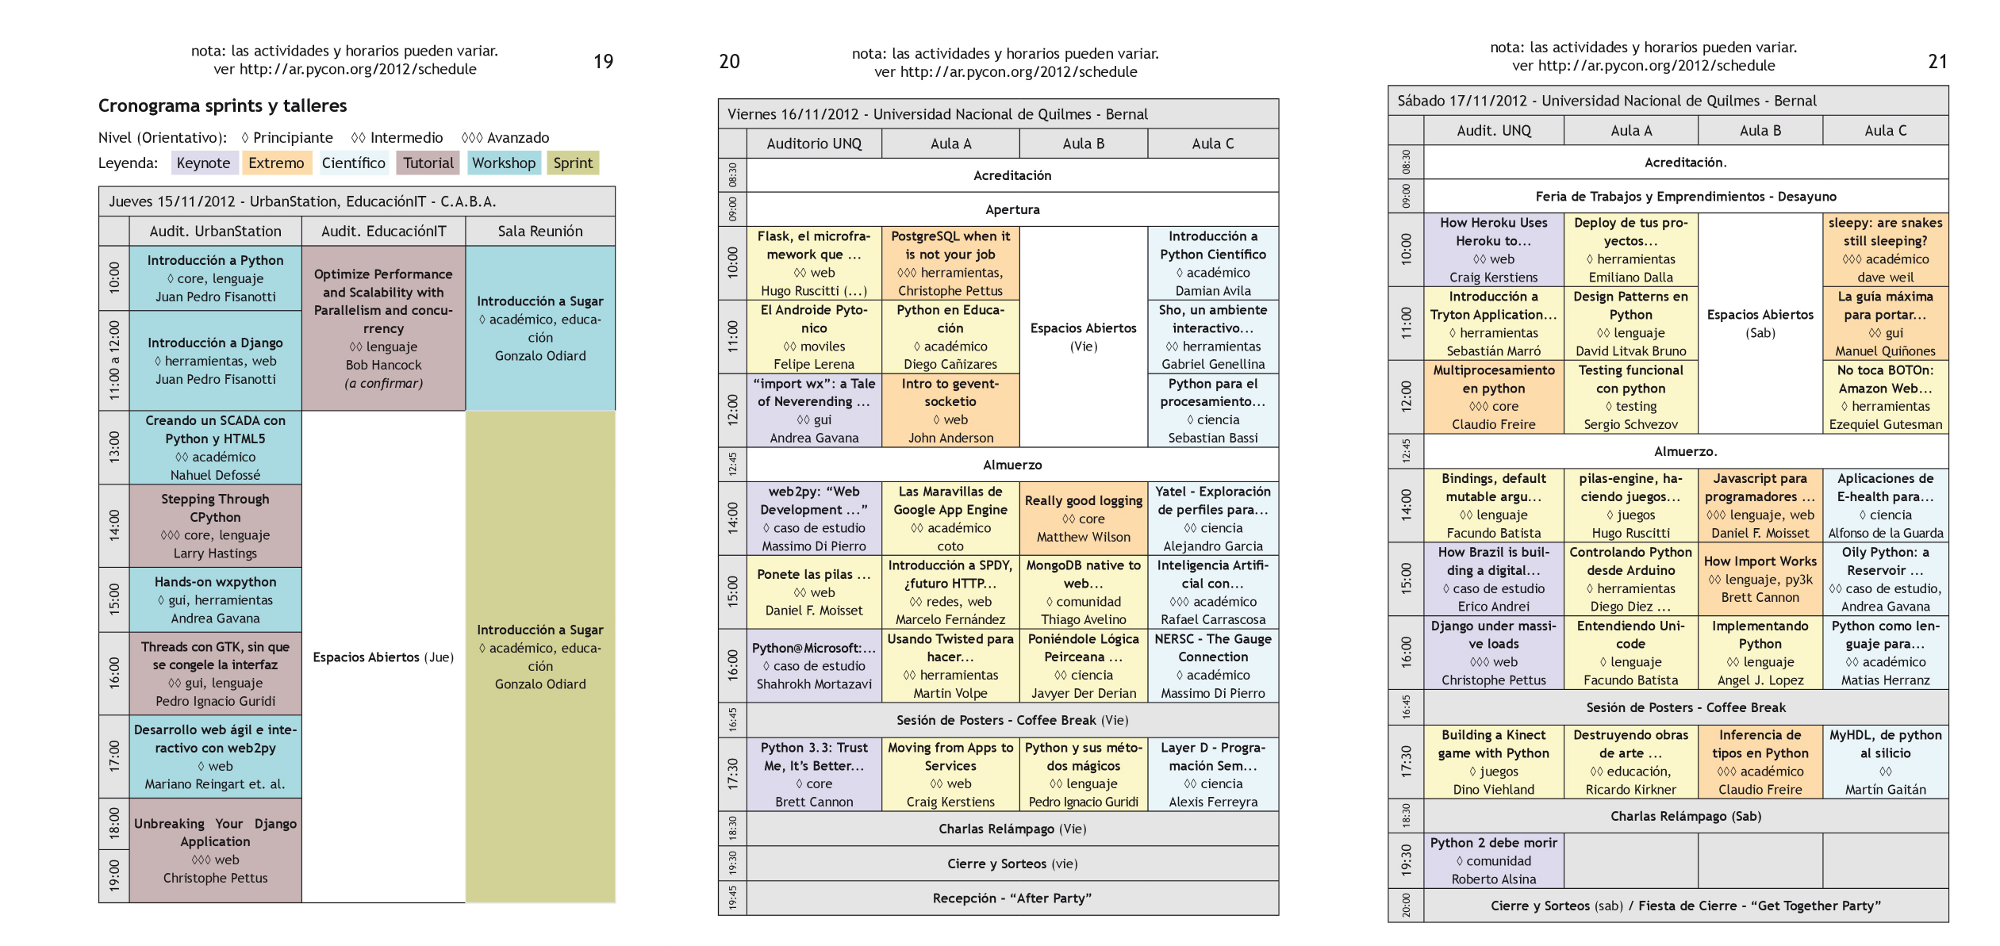 nota: las actividades y horarios pueden variar.
ver http://ar.pycon.org/2012/schedule
19
Cronograma sprints y talleres
Nivel (Orientativo): ◊ Principiante ◊◊ Intermedio ◊◊◊ Avanzado
Leyenda: Keynote Extremo Científico Tutorial Workshop Sprint
Jueves 15/11/2012 - UrbanStation, EducaciónIT - C.A.B.A.
Audit. UrbanStation
Audit. EducaciónIT
Sala Reunión
10:00
Introducción a Python
◊ core, lenguaje
Juan Pedro Fisanotti
Optimize Performance
and Scalability with
Parallelism and concu-
rrency
◊◊ lenguaje
Bob Hancock
(a confirmar)
Introducción a Sugar
◊ académico, educa-
ción
Gonzalo Odiard
11:00 a 12:00
Introducción a Django
◊ herramientas, web
Juan Pedro Fisanotti
13:00
Creando un SCADA con
Python y HTML5
◊◊ académico
Nahuel Defossé
Espacios Abiertos (Jue)
Introducción a Sugar
◊ académico, educa-
ción
Gonzalo Odiard
14:00
Stepping Through
CPython
◊◊◊ core, lenguaje
Larry Hastings
15:00
Hands-on wxpython
◊ gui, herramientas
Andrea Gavana
16:00
Threads con GTK, sin que
se congele la interfaz
◊◊ gui, lenguaje
Pedro Ignacio Guridi
17:00
Desarrollo web ágil e inte-
ractivo con web2py
◊ web
Mariano Reingart et. al.
18:00
19:00
Unbreaking Your Django
Application
◊◊◊ web
Christophe Pettus
20
nota: las actividades y horarios pueden variar.
ver http://ar.pycon.org/2012/schedule
Viernes 16/11/2012 - Universidad Nacional de Quilmes - Bernal
Auditorio UNQ
Aula A
Aula B
Aula C
08:30
Acreditación
09:00
Apertura
10:00
Flask, el microfra-
mework que ...
◊◊ web
Hugo Ruscitti (...)
PostgreSQL when it
is not your job
◊◊◊ herramientas,
Christophe Pettus
Espacios Abiertos
(Vie)
Introducción a
Python Científico
◊ académico
Damian Avila
11:00
El Androide Pyto-
nico
◊◊ moviles
Felipe Lerena
Python en Educa-
ción
◊ académico
Diego Cañizares
Sho, un ambiente
interactivo...
◊◊ herramientas
Gabriel Genellina
12:00
“import wx”: a Tale
of Neverending ...
◊◊ gui
Andrea Gavana
Intro to gevent-
socketio
◊ web
John Anderson
Python para el
procesamiento...
◊ ciencia
Sebastian Bassi
12:45
Almuerzo
14:00
web2py: “Web
Development ...”
◊ caso de estudio
Massimo Di Pierro
Las Maravillas de
Google App Engine
◊◊ académico
coto
Really good logging
◊◊ core
Matthew Wilson
Yatel - Exploración
de perfiles para...
◊◊ ciencia
Alejandro Garcia
15:00
Ponete las pilas ...
◊◊ web
Daniel F. Moisset
Introducción a SPDY,
¿futuro HTTP...
◊◊ redes, web
Marcelo Fernández
MongoDB native to
web...
◊ comunidad
Thiago Avelino
Inteligencia Artifi-
cial con...
◊◊◊ académico
Rafael Carrascosa
16:00
Python@Microsoft:...
◊ caso de estudio
Shahrokh Mortazavi
Usando Twisted para
hacer...
◊◊ herramientas
Martin Volpe
Poniéndole Lógica
Peirceana ...
◊◊ ciencia
Javyer Der Derian
NERSC - The Gauge
Connection
◊ académico
Massimo Di Pierro
16:45
Sesión de Posters - Coffee Break (Vie)
17:30
Python 3.3: Trust
Me, It’s Better...
◊ core
Brett Cannon
Moving from Apps to
Services
◊◊ web
Craig Kerstiens
Python y sus méto-
dos mágicos
◊◊ lenguaje
Pedro Ignacio Guridi
Layer D - Progra-
mación Sem...
◊◊ ciencia
Alexis Ferreyra
18:30
Charlas Relámpago (Vie)
19:30
Cierre y Sorteos (vie)
19:45
Recepción - “After Party”
nota: las actividades y horarios pueden variar.
ver http://ar.pycon.org/2012/schedule
21
Sábado 17/11/2012 - Universidad Nacional de Quilmes - Bernal
Audit. UNQ
Aula A
Aula B
Aula C
08:30
Acreditación.
09:00
Feria de Trabajos y Emprendimientos - Desayuno
10:00
How Heroku Uses
Heroku to...
◊◊ web
Craig Kerstiens
Deploy de tus pro-
yectos...
◊ herramientas
Emiliano Dalla
Espacios Abiertos
(Sab)
sleepy: are snakes
still sleeping?
◊◊◊ académico
dave weil
11:00
Introducción a
Tryton Application...
◊ herramientas
Sebastián Marró
Design Patterns en
Python
◊◊ lenguaje
David Litvak Bruno
La guía máxima
para portar...
◊◊ gui
Manuel Quiñones
12:00
Multiprocesamiento
en python
◊◊◊ core
Claudio Freire
Testing funcional
con python
◊ testing
Sergio Schvezov
No toca BOTOn:
Amazon Web...
◊ herramientas
Ezequiel Gutesman
12:45
Almuerzo.
14:00
Bindings, default
mutable argu...
◊◊ lenguaje
Facundo Batista
pilas-engine, ha-
ciendo juegos...
◊ juegos
Hugo Ruscitti
Javascript para
programadores ...
◊◊◊ lenguaje, web
Daniel F. Moisset
Aplicaciones de
E-health para...
◊ ciencia
Alfonso de la Guarda
15:00
How Brazil is buil-
ding a digital...
◊ caso de estudio
Erico Andrei
Controlando Python
desde Arduino
◊ herramientas
Diego Diez ...
How Import Works
◊◊ lenguaje, py3k
Brett Cannon
Oily Python: a
Reservoir ...
◊◊ caso de estudio,
Andrea Gavana
16:00
Django under massi-
ve loads
◊◊◊ web
Christophe Pettus
Entendiendo Uni-
code
◊ lenguaje
Facundo Batista
Implementando
Python
◊◊ lenguaje
Angel J. Lopez
Python como len-
guaje para...
◊◊ académico
Matias Herranz
16:45
Sesión de Posters - Coffee Break
17:30
Building a Kinect
game with Python
◊ juegos
Dino Viehland
Destruyendo obras
de arte ...
◊◊ educación,
Ricardo Kirkner
Inferencia de
tipos en Python
◊◊◊ académico
Claudio Freire
MyHDL, de python
al silicio
◊◊
Martín Gaitán
18:30
Charlas Relámpago (Sab)
19:30
Python 2 debe morir
◊ comunidad
Roberto Alsina
20:00
Cierre y Sorteos (sab) / Fiesta de Cierre - “Get Together Party”